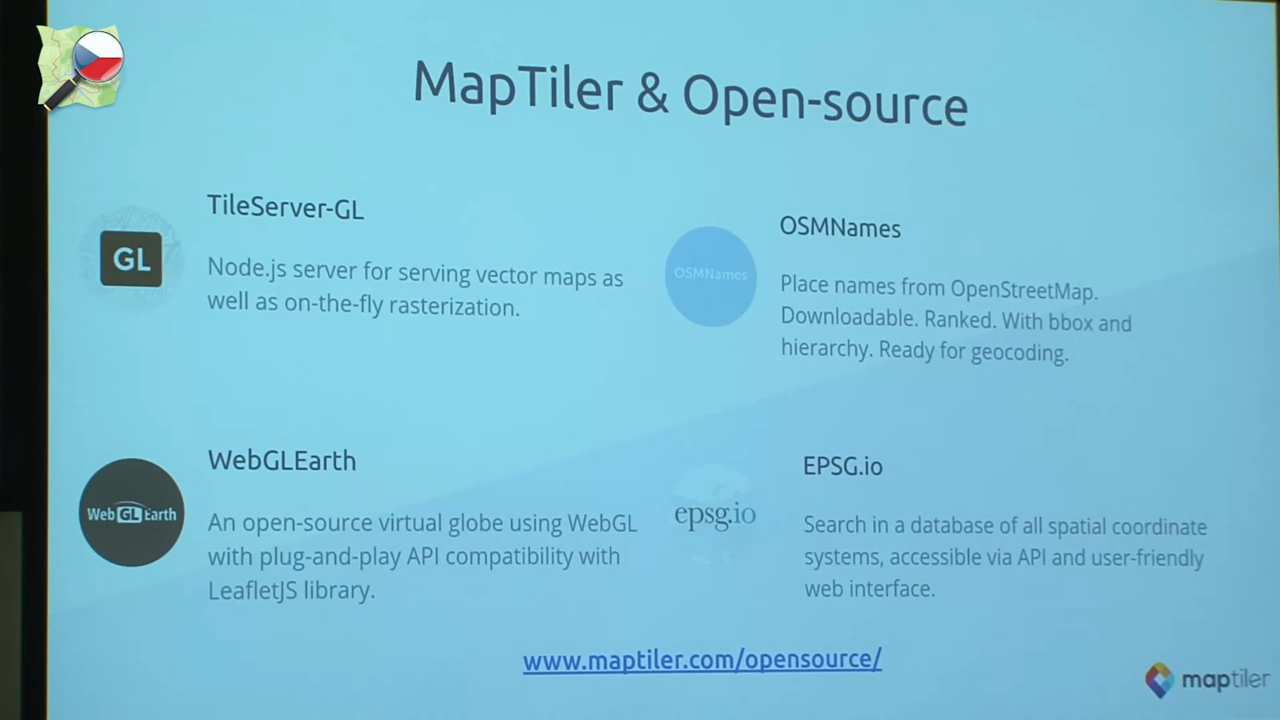 MapTiler & Open-source
TileServer-GL
GL
Node.js server for serving vector maps as
well as on-the-fly rasterization.
OSMNames
OSMNames
Place names from OpenStreetMap.
Downloadable. Ranked. With bbox and
hierarchy. Ready for geocoding.
WebGLEarth
Web GL Earth
An open-source virtual globe using WebGL
with plug-and-play API compatibility with
LeafletJS library.
EPSG.io
epsg.io
Search in a database of all spatial coordinate
systems, accessible via API and user-friendly
web interface.
www.maptiler.com/opensource/
maptiler